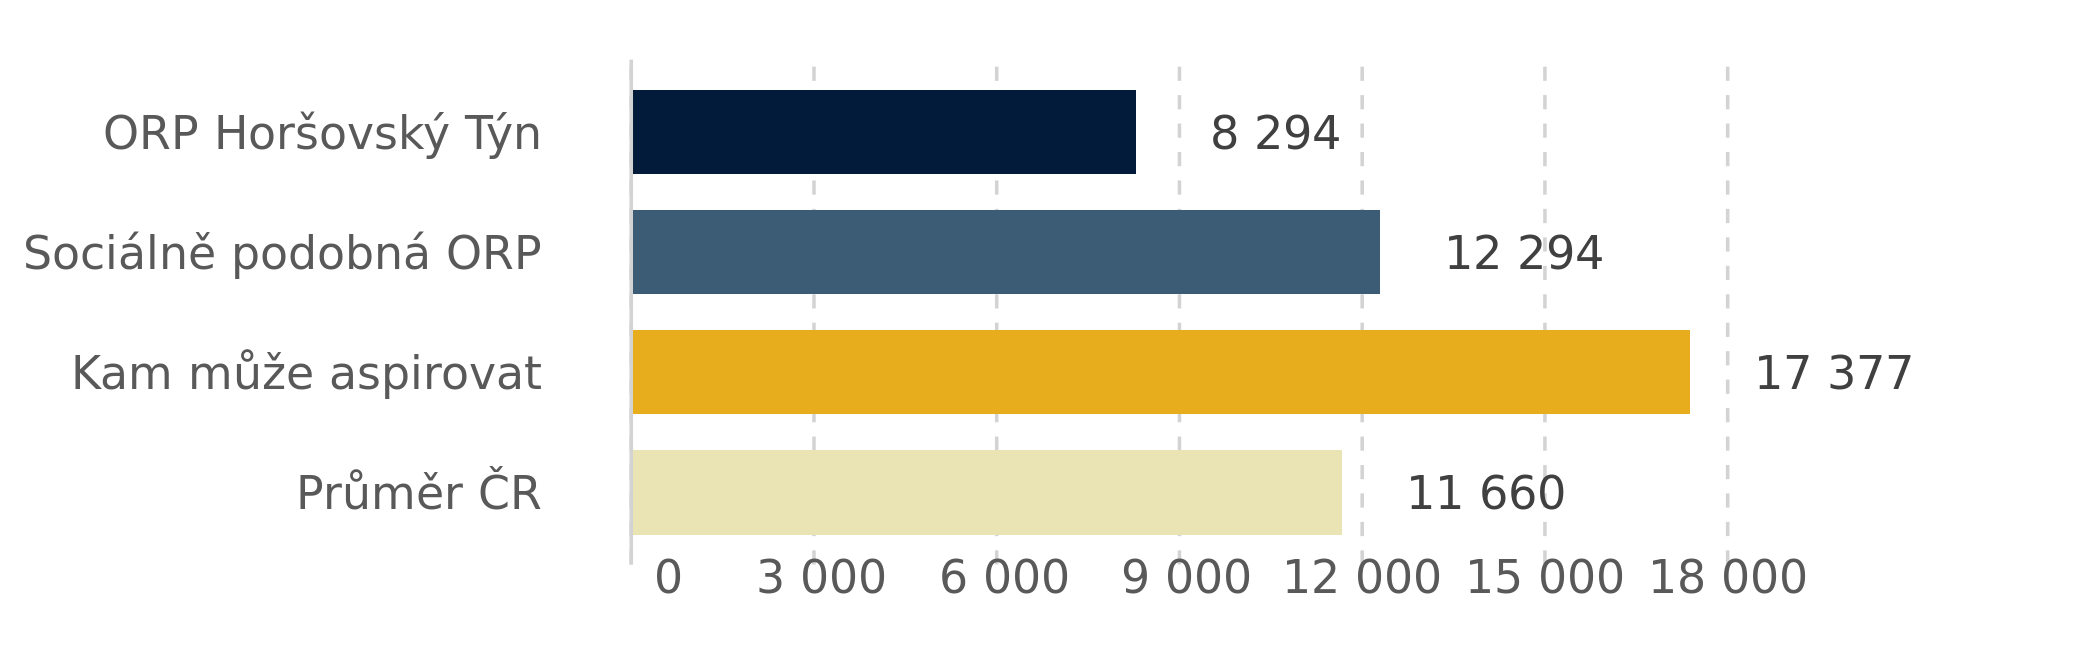 ORP Horšovský Týn 8 294
Sociálně podobná ORP 12 294
Kam může aspirovat 17 377
Průměr ČR 11 660
0 3 000 6 000 9 000 12 000 15 000 18 000